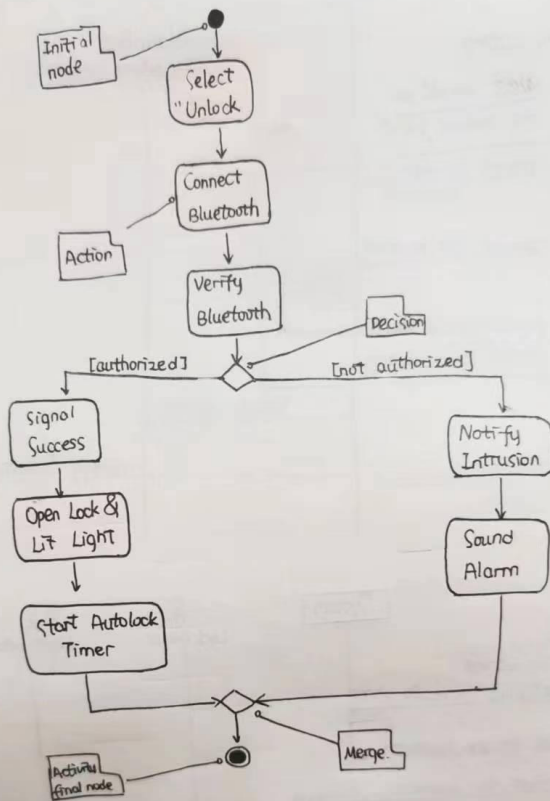 Initial
node
Select
"Unlock
Connect
Bluetooth
Action
Verify
Bluetooth
Decision
[authorized]
[not authorized]
Signal
Success
Notify
Intrusion
Open Lock &
Lit Light
Sound
Alarm
Start Autolock
Timer
Merge.
Activity
final node